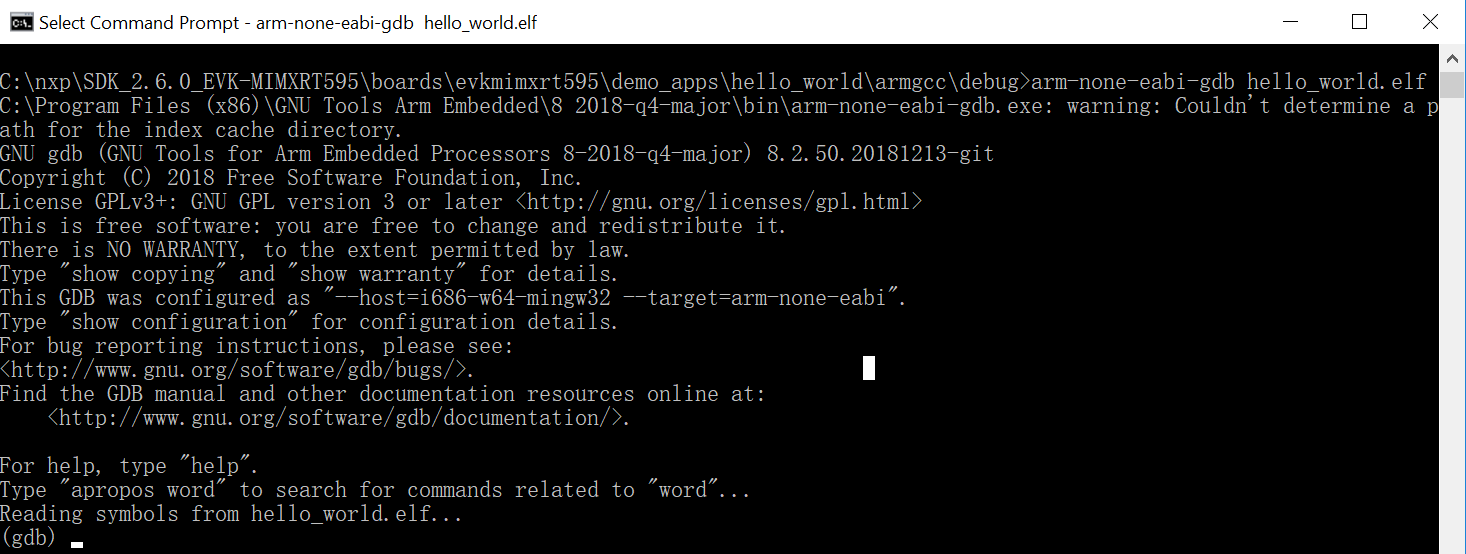 Select Command Prompt - arm-none-eabi-gdb  hello_world.elf
C:\nxp\SDK_2.6.0_EVK-MIMXRT595\boards\evkmimxrt595\demo_apps\hello_world\armgcc\debug>arm-none-eabi-gdb hello_world.elf
C:\Program Files (x86)\GNU Tools Arm Embedded\8 2018-q4-major\bin\arm-none-eabi-gdb.exe: warning: Couldn't determine a p
ath for the index cache directory.
GNU gdb (GNU Tools for Arm Embedded Processors 8-2018-q4-major) 8.2.50.20181213-git
Copyright (C) 2018 Free Software Foundation, Inc.
License GPLv3+: GNU GPL version 3 or later <http://gnu.org/licenses/gpl.html>
This is free software: you are free to change and redistribute it.
There is NO WARRANTY, to the extent permitted by law.
Type "show copying" and "show warranty" for details.
This GDB was configured as "--host=i686-w64-mingw32 --target=arm-none-eabi".
Type "show configuration" for configuration details.
For bug reporting instructions, please see:
<http://www.gnu.org/software/gdb/bugs/>.
Find the GDB manual and other documentation resources online at:
    <http://www.gnu.org/software/gdb/documentation/>.
For help, type "help".
Type "apropos word" to search for commands related to "word"...
Reading symbols from hello_world.elf...
(gdb)